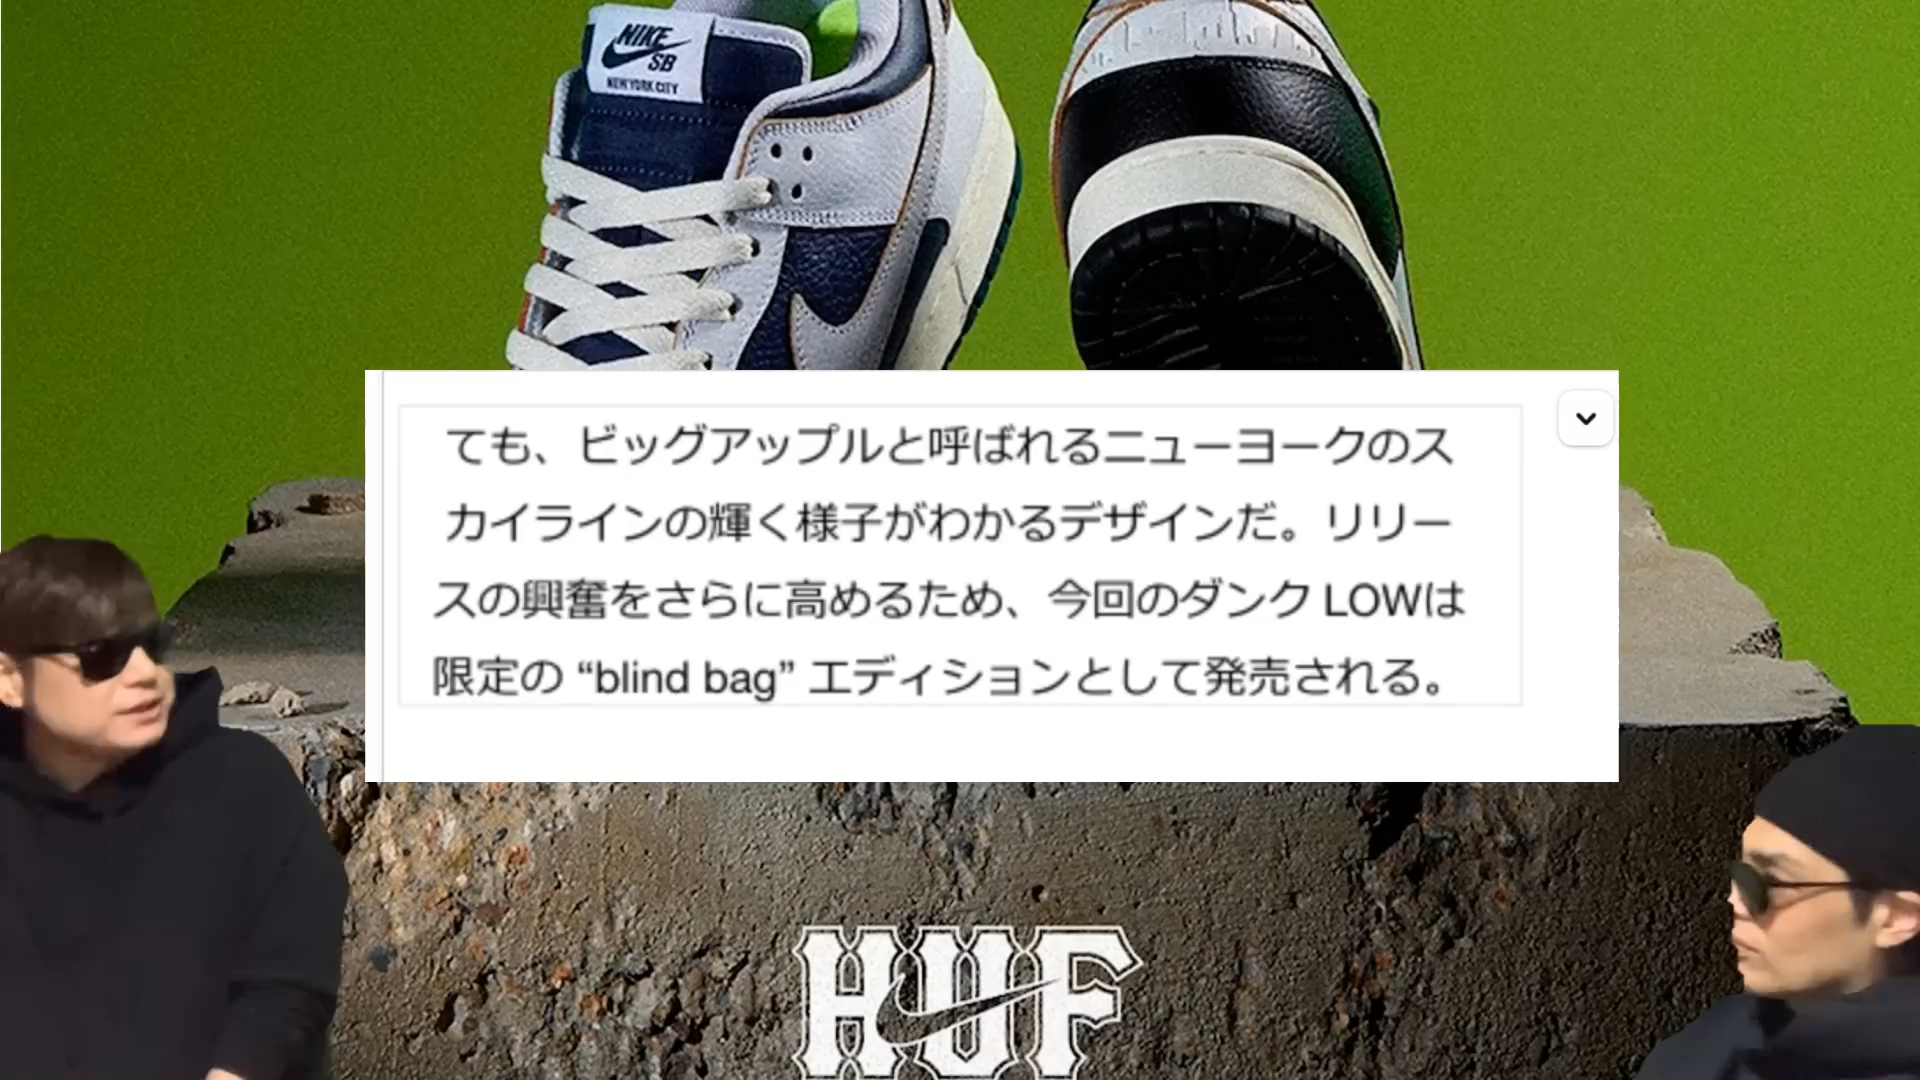 NIKE
SB
NEW YORK CITY
ても、ビッグアップルと呼ばれるニューヨークのス
カイラインの輝く様子がわかるデザインだ。リリー
スの興奮をさらに高めるため、今回のダンク LOWは
限定の “blind bag” エディションとして発売される。
HUF